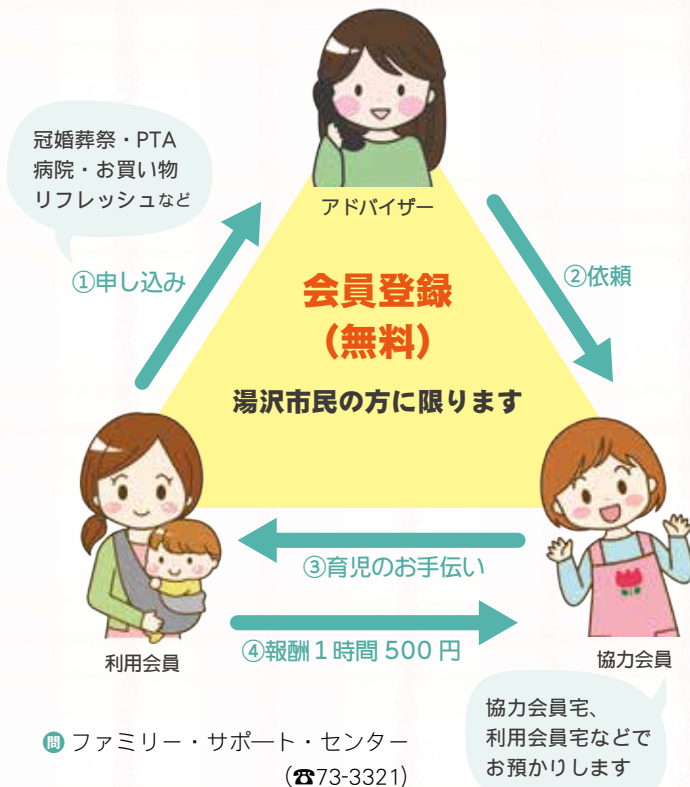 冠婚葬祭・PTA
病院・お買い物
リフレッシュなど
アドバイザー
①申し込み
②依頼
会員登録
（無料）
湯沢市民の方に限ります
③育児のお手伝い
④報酬１時間 500 円
利用会員
協力会員
協力会員宅、
利用会員宅などで
お預かりします
問 ファミリー・サポート・センター
(☎73-3321)